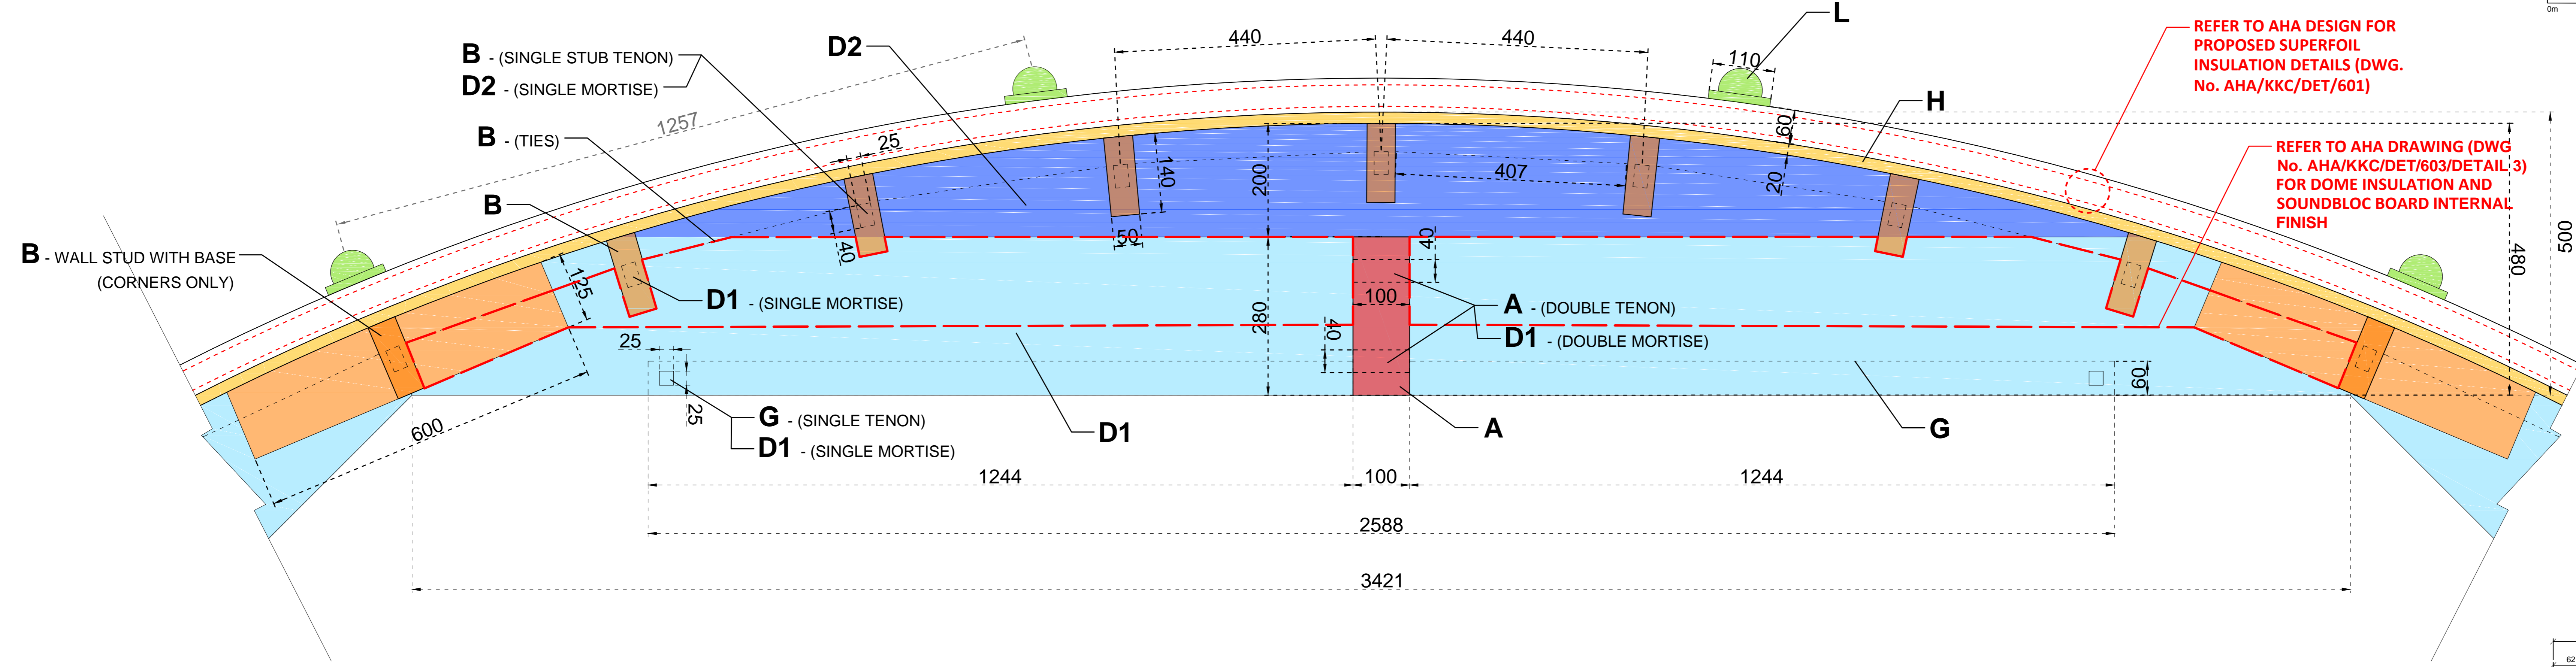 L
0m
REFER TO AHA DESIGN FOR
PROPOSED SUPERFOIL
INSULATION DETAILS (DWG.
No. AHA/KKC/DET/601)
440
440
D2
B - (SINGLE STUB TENON)
D2 - (SINGLE MORTISE)
110
H
1257
B - (TIES)
25
60
REFER TO AHA DRAWING (DWG
No. AHA/KKC/DET/603/DETAIL 3)
FOR DOME INSULATION AND
SOUNDBLOC BOARD INTERNAL
FINISH
140
200
407
20
B
50
40
40
500
480
B - WALL STUD WITH BASE
(CORNERS ONLY)
125
D1 - (SINGLE MORTISE)
100
280
A - (DOUBLE TENON)
D1 - (DOUBLE MORTISE)
40
25
60
25
G - (SINGLE TENON)
D1 - (SINGLE MORTISE)
600
D1
A
G
1244
100
1244
2588
3421
62